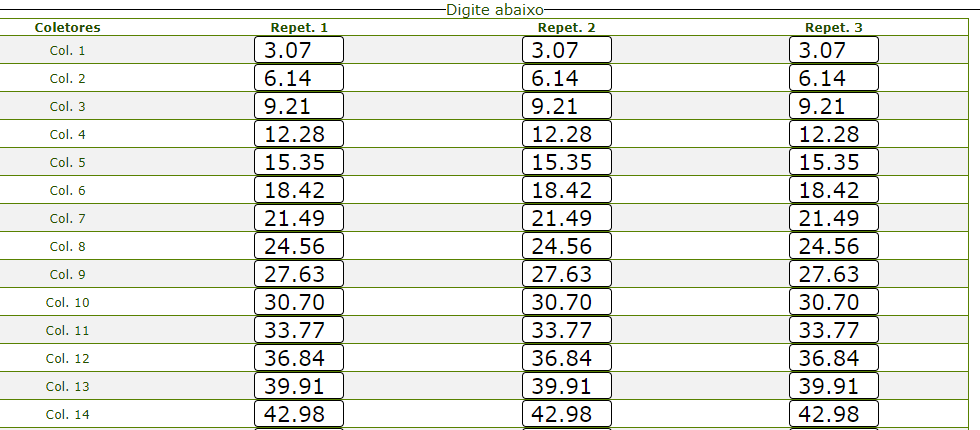 Digite abaixo
Coletores Repet. 1 Repet. 2 Repet. 3
Col. 1 3.07 3.07 3.07
Col. 2 6.14 6.14 6.14
Col. 3 9.21 9.21 9.21
Col. 4 12.28 12.28 12.28
Col. 5 15.35 15.35 15.35
Col. 6 18.42 18.42 18.42
Col. 7 21.49 21.49 21.49
Col. 8 24.56 24.56 24.56
Col. 9 27.63 27.63 27.63
Col. 10 30.70 30.70 30.70
Col. 11 33.77 33.77 33.77
Col. 12 36.84 36.84 36.84
Col. 13 39.91 39.91 39.91
Col. 14 42.98 42.98 42.98